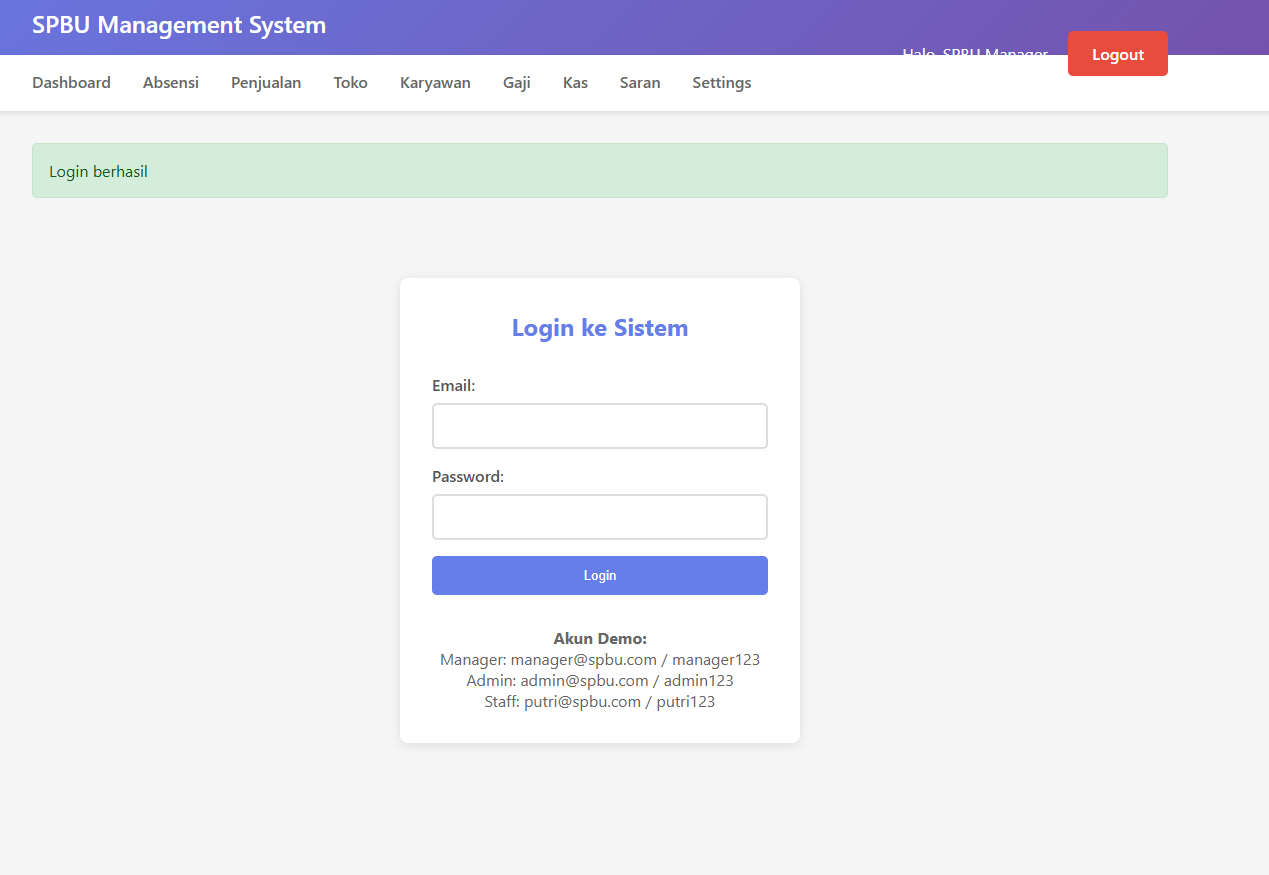 SPBU Management System
Halo, SPBU Manager
Logout
Dashboard Absensi Penjualan Toko Karyawan Gaji Kas Saran Settings
Login berhasil
Login ke Sistem
Email:
Password:
Login
Akun Demo:
Manager: manager@spbu.com / manager123
Admin: admin@spbu.com / admin123
Staff: putri@spbu.com / putri123